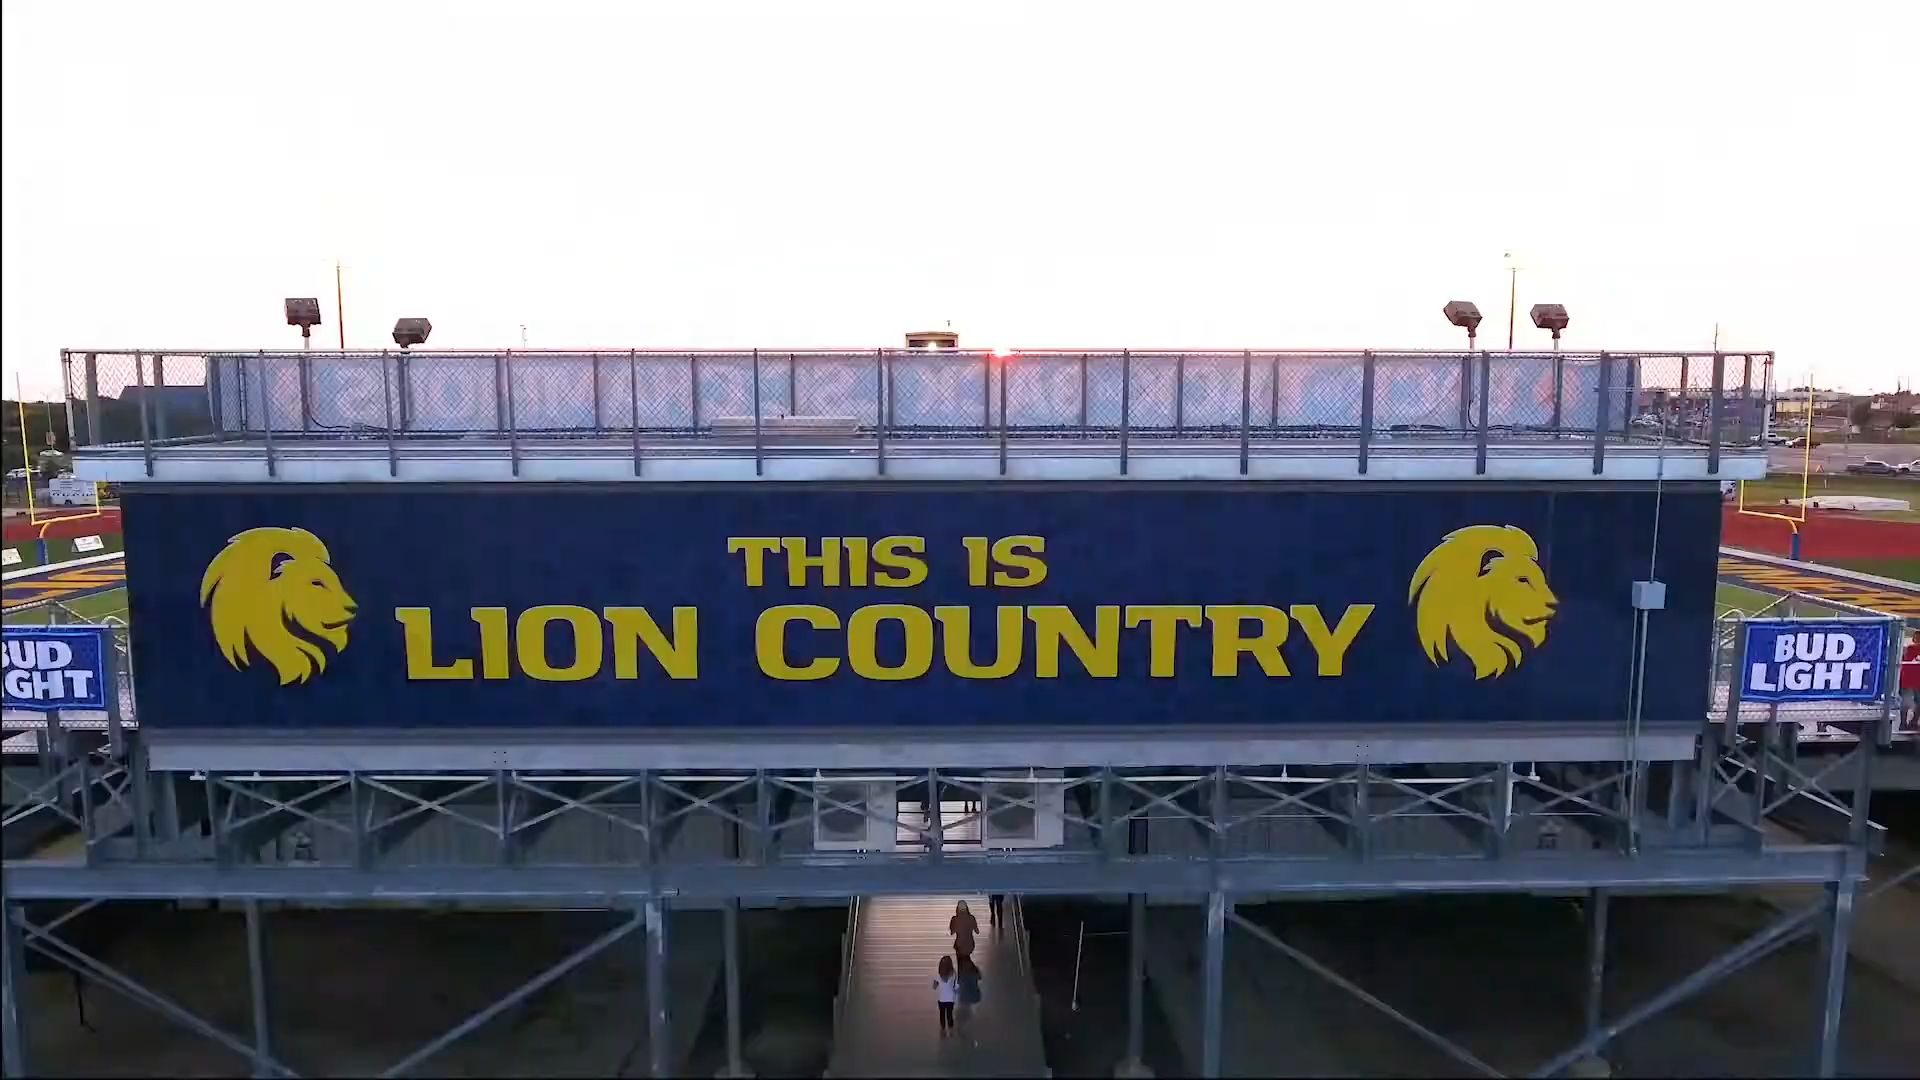 THIS IS
LION COUNTRY
BUD
LIGHT
BUD
LIGHT